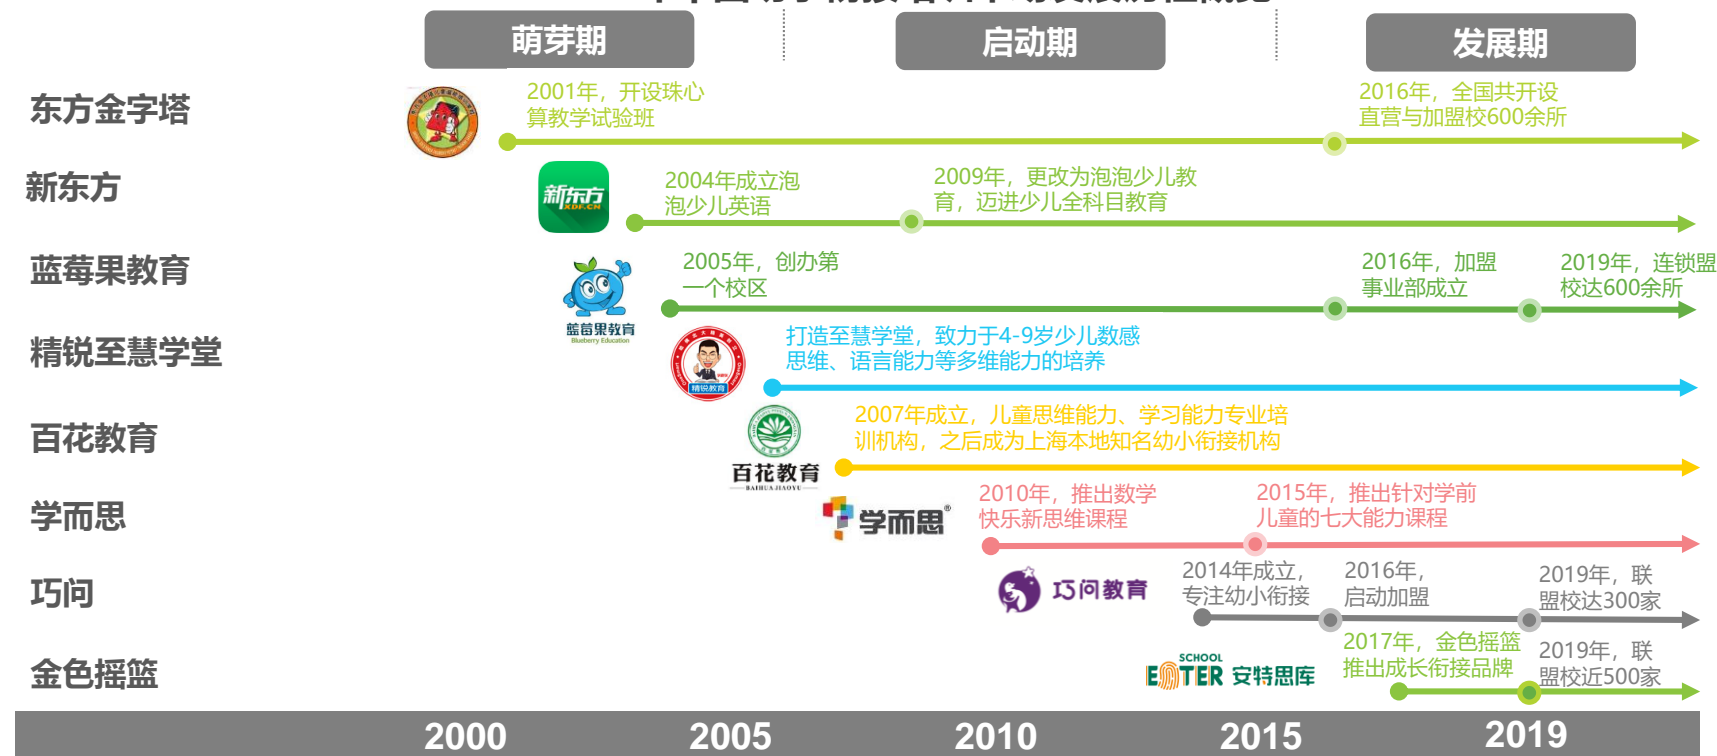 萌芽期
启动期
发展期
东方金字塔
2001年，开设珠心
算教学试验班
2016年，全国共开设
直营与加盟校600余所
新东方
新东方
XDF.CN
2004年成立泡
泡少儿英语
2009年，更改为泡泡少儿教
育，迈进少儿全科目教育
蓝莓果教育
蓝莓果教育
Blueberry Education
2005年，创办第
一个校区
2016年，加盟
事业部成立
2019年，连锁盟
校达600余所
精锐至慧学堂
精锐教育
打造至慧学堂，致力于4-9岁少儿数感
思维、语言能力等多维能力的培养
百花教育
百花教育
BAIHUA JIAOYU
2007年成立，儿童思维能力、学习能力专业培
训机构，之后成为上海本地知名幼小衔接机构
学而思
学而思®
2010年，推出数学
快乐新思维课程
2015年，推出针对学前
儿童的七大能力课程
巧问
巧问教育
2014年成立，
专注幼小衔接
2016年，
启动加盟
2019年，联
盟校达300家
金色摇篮
SCHOOL
ENTER 安特思库
2017年，金色摇篮
推出成长衔接品牌
2019年，联
盟校近500家
2000
2005
2010
2015
2019